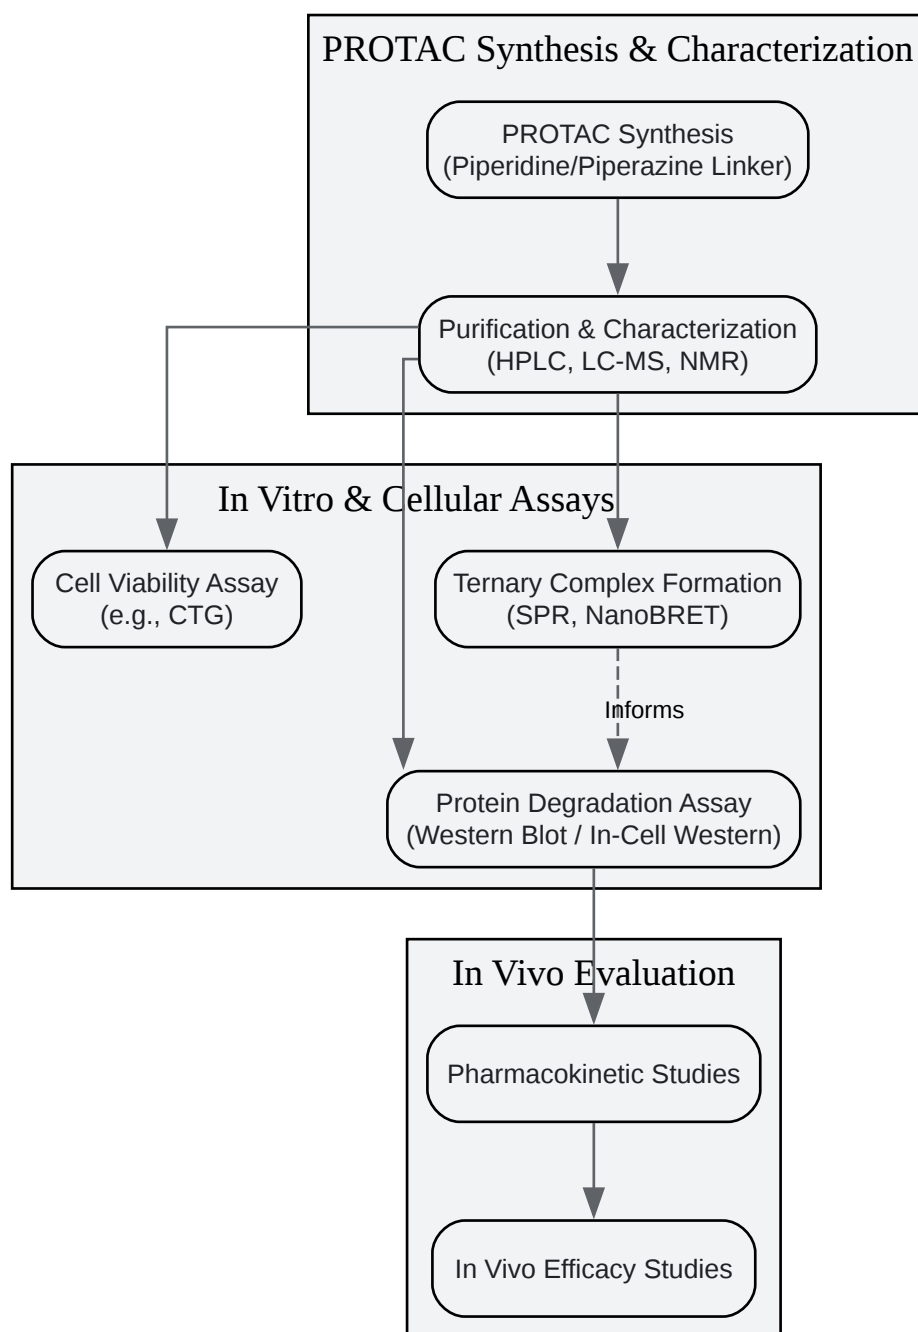 PROTAC Synthesis & Characterization
PROTAC Synthesis
(Piperidine/Piperazine Linker)
Purification & Characterization
(HPLC, LC-MS, NMR)
In Vitro & Cellular Assays
Cell Viability Assay
(e.g., CTG)
Ternary Complex Formation
(SPR, NanoBRET)
Informs
Protein Degradation Assay
(Western Blot / In-Cell Western)
In Vivo Evaluation
Pharmacokinetic Studies
In Vivo Efficacy Studies